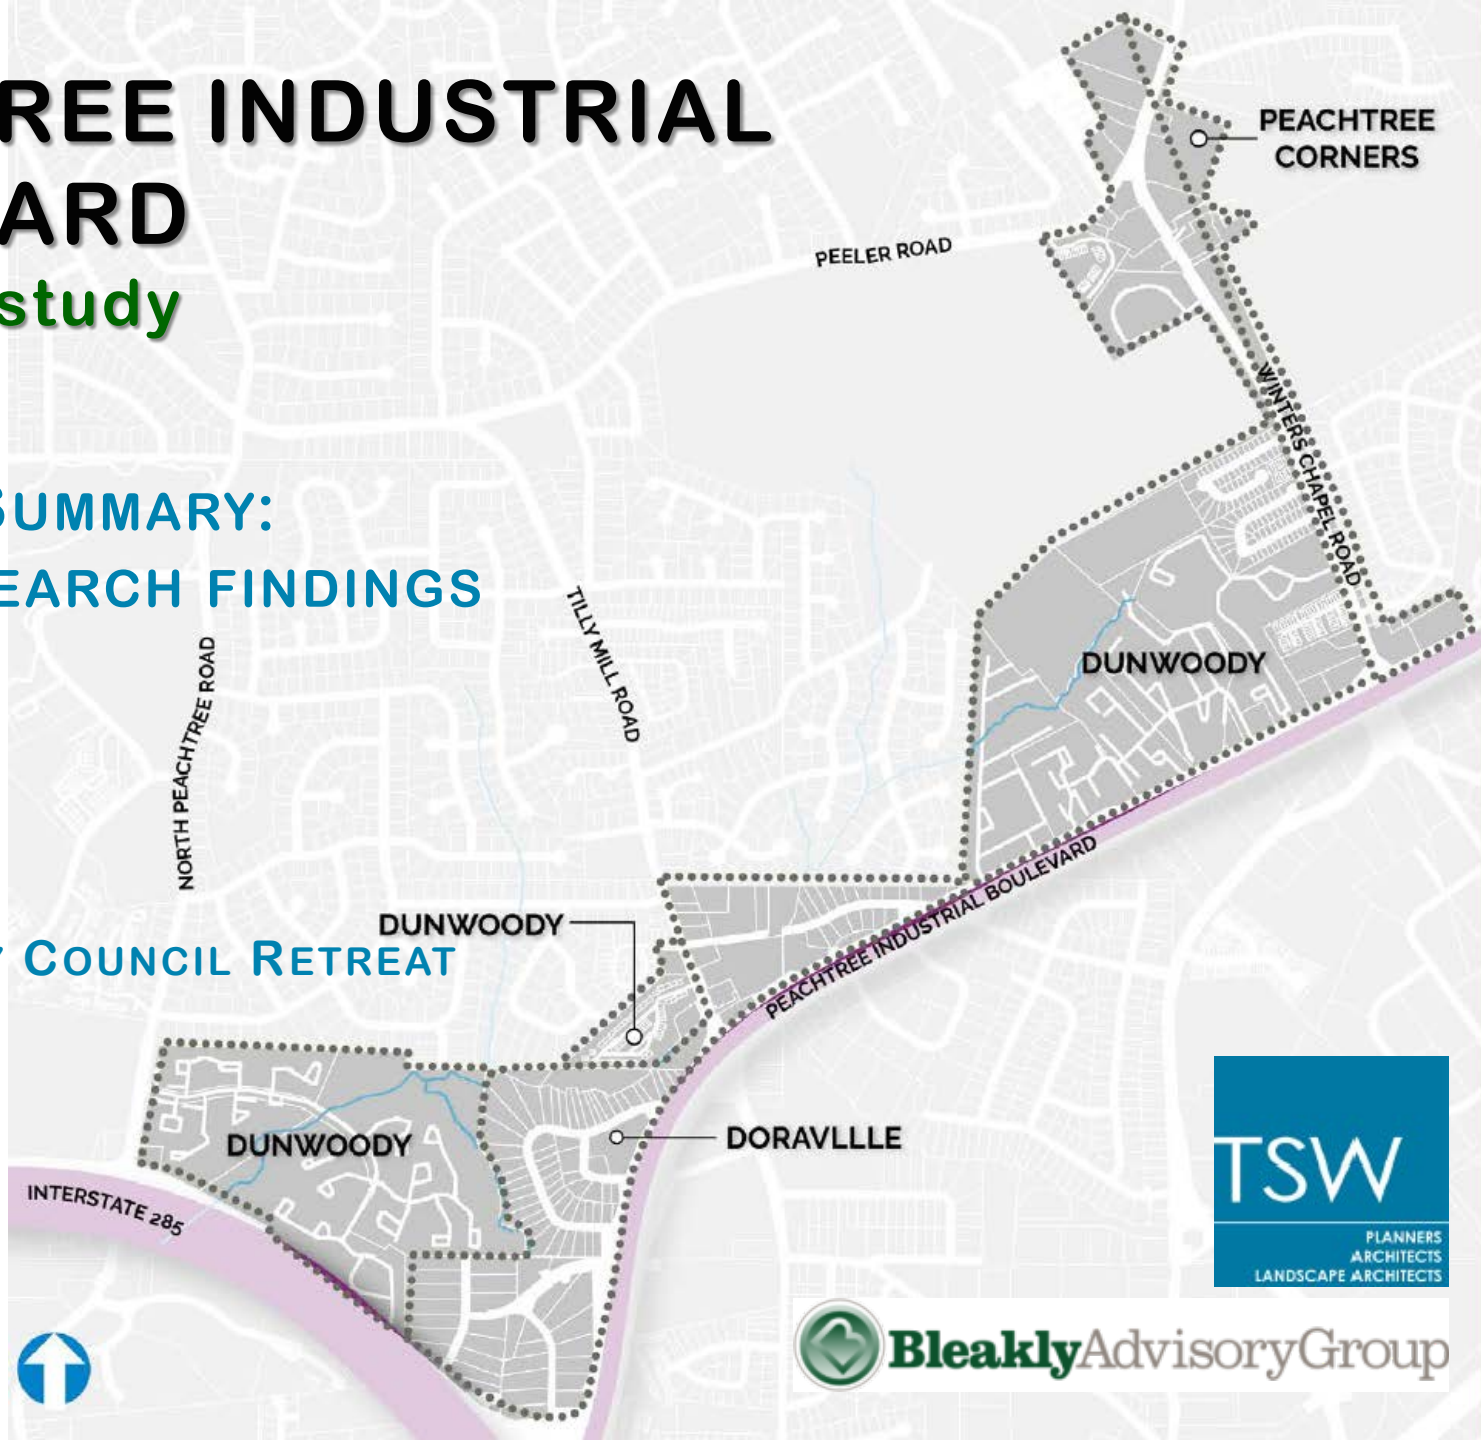 REE INDUSTRIAL
ARD
study
SUMMARY:
EARCH FINDINGS
COUNCIL RETREAT
PEACHTREE
CORNERS
PEELER ROAD
WINTERS CHAPEL ROAD
TILLY MILL ROAD
NORTH PEACHTREE ROAD
DUNWOODY
PEACHTREE INDUSTRIAL BOULEVARD
DUNWOODY
DUNWOODY
DORAVLLLE
INTERSTATE 285
TSW
PLANNERS
ARCHITECTS
LANDSCAPE ARCHITECTS
BleaklyAdvisoryGroup